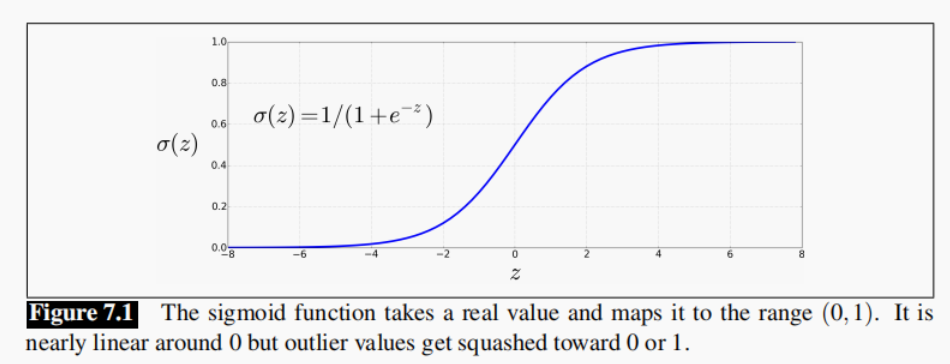 1.0
0.8
σ(z)=1/(1+e⁻ᶻ)
0.6
σ(z)
0.4
0.2
0.0
−8 −6 −4 −2 0 2 4 6 8
z
Figure 7.1 The sigmoid function takes a real value and maps it to the range (0,1). It is
nearly linear around 0 but outlier values get squashed toward 0 or 1.